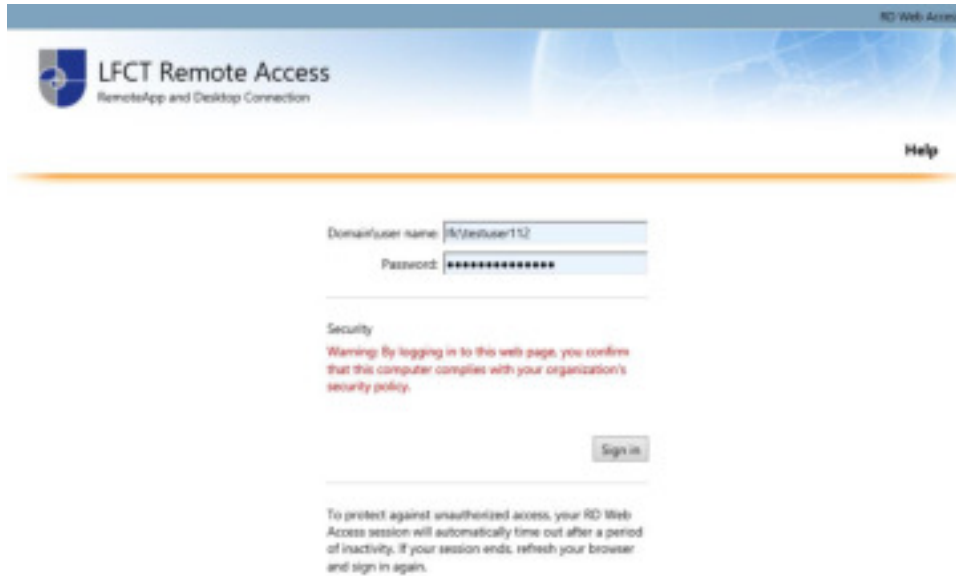 RD Web Access
LFCT Remote Access
RemoteApp and Desktop Connection
Help
Domain\user name: lfc\testuser112
Password: ••••••••••••••
Security
Warning: By logging in to this web page, you confirm
that this computer complies with your organization's
security policy.
Sign in
To protect against unauthorized access, your RD Web
Access session will automatically time out after a period
of inactivity. If your session ends, refresh your browser
and sign in again.